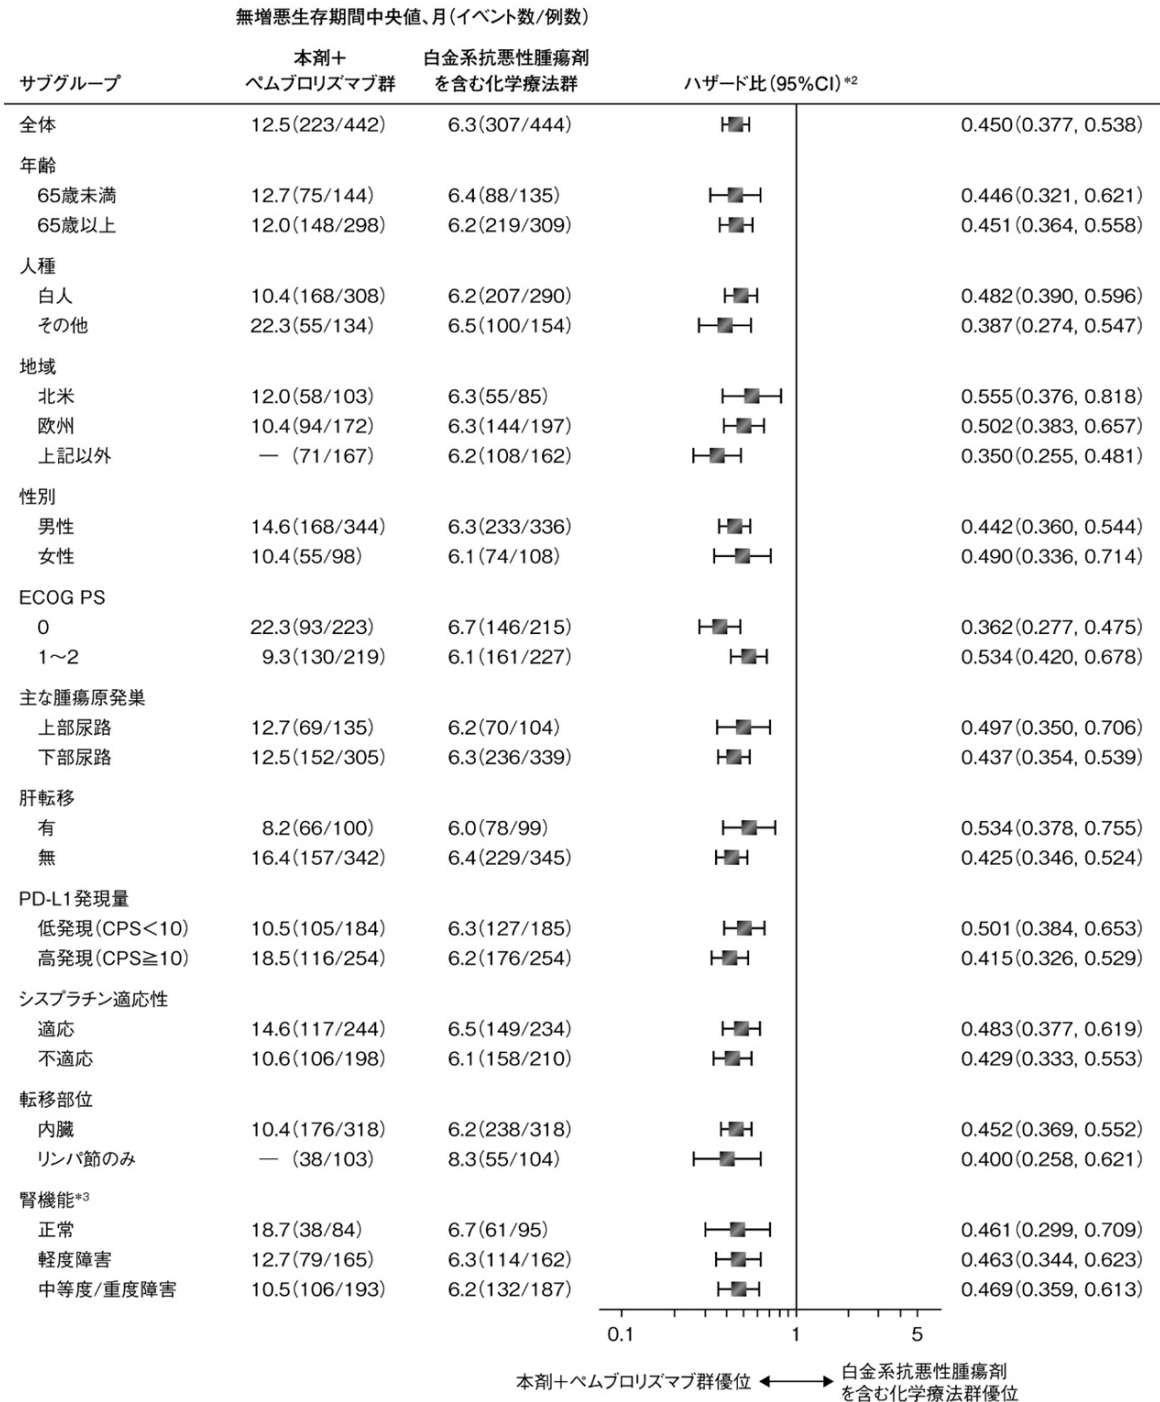 無増悪生存期間中央値、月（イベント数/例数）
サブグループ 本剤＋ペムブロリズマブ群 白金系抗悪性腫瘍剤を含む化学療法群 ハザード比（95%CI）*2
全体 12.5（223/442） 6.3（307/444） 0.450（0.377, 0.538）
年齢
65歳未満 12.7（75/144） 6.4（88/135） 0.446（0.321, 0.621）
65歳以上 12.0（148/298） 6.2（219/309） 0.451（0.364, 0.558）
人種
白人 10.4（168/308） 6.2（207/290） 0.482（0.390, 0.596）
その他 22.3（55/134） 6.5（100/154） 0.387（0.274, 0.547）
地域
北米 12.0（58/103） 6.3（55/85） 0.555（0.376, 0.818）
欧州 10.4（94/172） 6.3（144/197） 0.502（0.383, 0.657）
上記以外 ―（71/167） 6.2（108/162） 0.350（0.255, 0.481）
性別
男性 14.6（168/344） 6.3（233/336） 0.442（0.360, 0.544）
女性 10.4（55/98） 6.1（74/108） 0.490（0.336, 0.714）
ECOG PS
0 22.3（93/223） 6.7（146/215） 0.362（0.277, 0.475）
1～2 9.3（130/219） 6.1（161/227） 0.534（0.420, 0.678）
主な腫瘍原発巣
上部尿路 12.7（69/135） 6.2（70/104） 0.497（0.350, 0.706）
下部尿路 12.5（152/305） 6.3（236/339） 0.437（0.354, 0.539）
肝転移
有 8.2（66/100） 6.0（78/99） 0.534（0.378, 0.755）
無 16.4（157/342） 6.4（229/345） 0.425（0.346, 0.524）
PD-L1発現量
低発現（CPS＜10） 10.5（105/184） 6.3（127/185） 0.501（0.384, 0.653）
高発現（CPS≧10） 18.5（116/254） 6.2（176/254） 0.415（0.326, 0.529）
シスプラチン適応性
適応 14.6（117/244） 6.5（149/234） 0.483（0.377, 0.619）
不適応 10.6（106/198） 6.1（158/210） 0.429（0.333, 0.553）
転移部位
内臓 10.4（176/318） 6.2（238/318） 0.452（0.369, 0.552）
リンパ節のみ ―（38/103） 8.3（55/104） 0.400（0.258, 0.621）
腎機能*3
正常 18.7（38/84） 6.7（61/95） 0.461（0.299, 0.709）
軽度障害 12.7（79/165） 6.3（114/162） 0.463（0.344, 0.623）
中等度/重度障害 10.5（106/193） 6.2（132/187） 0.469（0.359, 0.613）
0.1 1 5
本剤＋ペムブロリズマブ群優位 白金系抗悪性腫瘍剤
を含む化学療法群優位